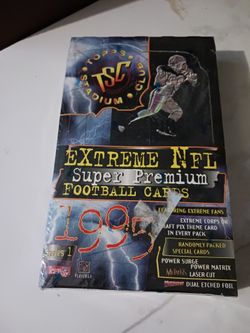 TOPPS
TSC
STADIUM CLUB
EXTREME NFL
Super Premium
FOOTBALL CARDS
1995
SERIES 1
FEATURING EXTREME FANS
EXTREME CORPS OF
DRAFT PIX THEME CARD
IN EVERY PACK
RANDOMLY PACKED
SPECIAL CARDS
POWER SURGE
POWER MATRIX
LASER CUT
DUAL ETCHED FOIL
PLAYERS